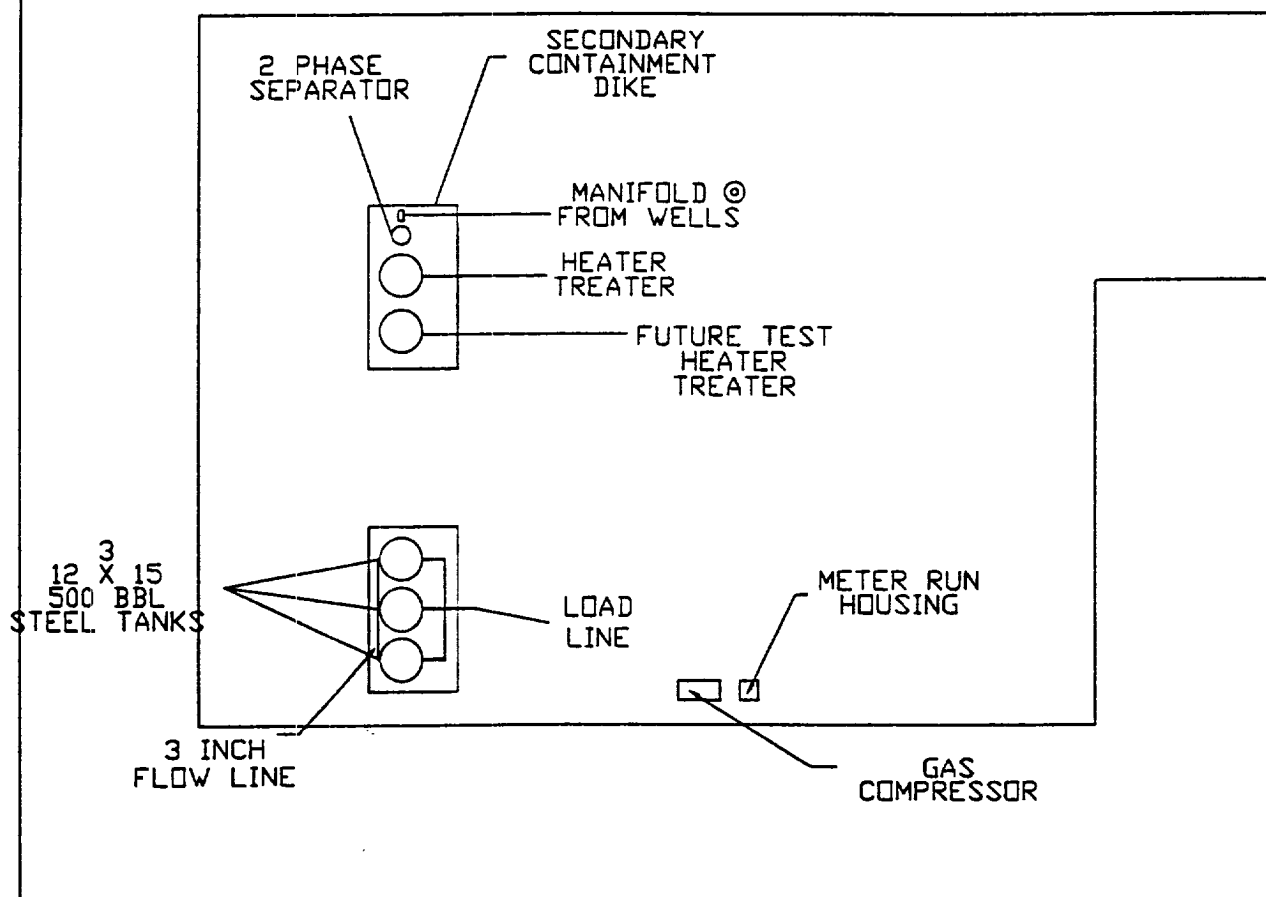 SECONDARY
CONTAINMENT
DIKE
2 PHASE
SEPARATOR
MANIFOLD ⌾
FROM WELLS
HEATER
TREATER
FUTURE TEST
HEATER
TREATER
3
12 X 15
500 BBL
STEEL TANKS
LOAD
LINE
METER RUN
HOUSING
3 INCH
FLOW LINE
GAS
COMPRESSOR